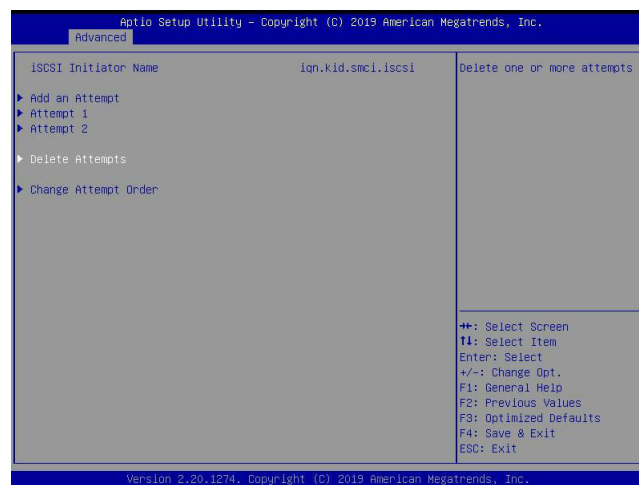 Aptio Setup Utility – Copyright (C) 2019 American Megatrends, Inc.
Advanced
iSCSI Initiator Name iqn.kid.smci.iscsi
Add an Attempt
Attempt 1
Attempt 2
Delete Attempts
Change Attempt Order
Delete one or more attempts
→←: Select Screen
↑↓: Select Item
Enter: Select
+/-: Change Opt.
F1: General Help
F2: Previous Values
F3: Optimized Defaults
F4: Save & Exit
ESC: Exit
Version 2.20.1274. Copyright (C) 2019 American Megatrends, Inc.